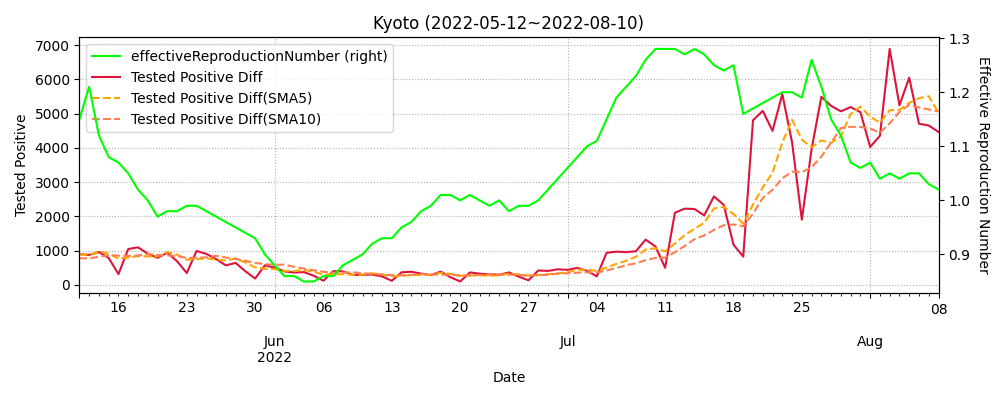 Kyoto (2022-05-12~2022-08-10)
effectiveReproductionNumber (right)
Tested Positive Diff
Tested Positive Diff(SMA5)
Tested Positive Diff(SMA10)
Tested Positive
7000
6000
5000
4000
3000
2000
1000
0
1.3
1.2
1.1
1.0
0.9
Effective Reproduction Number
16 23 30 06 13 20 27 04 11 18 25 08
Jun Jul Aug
2022
Date